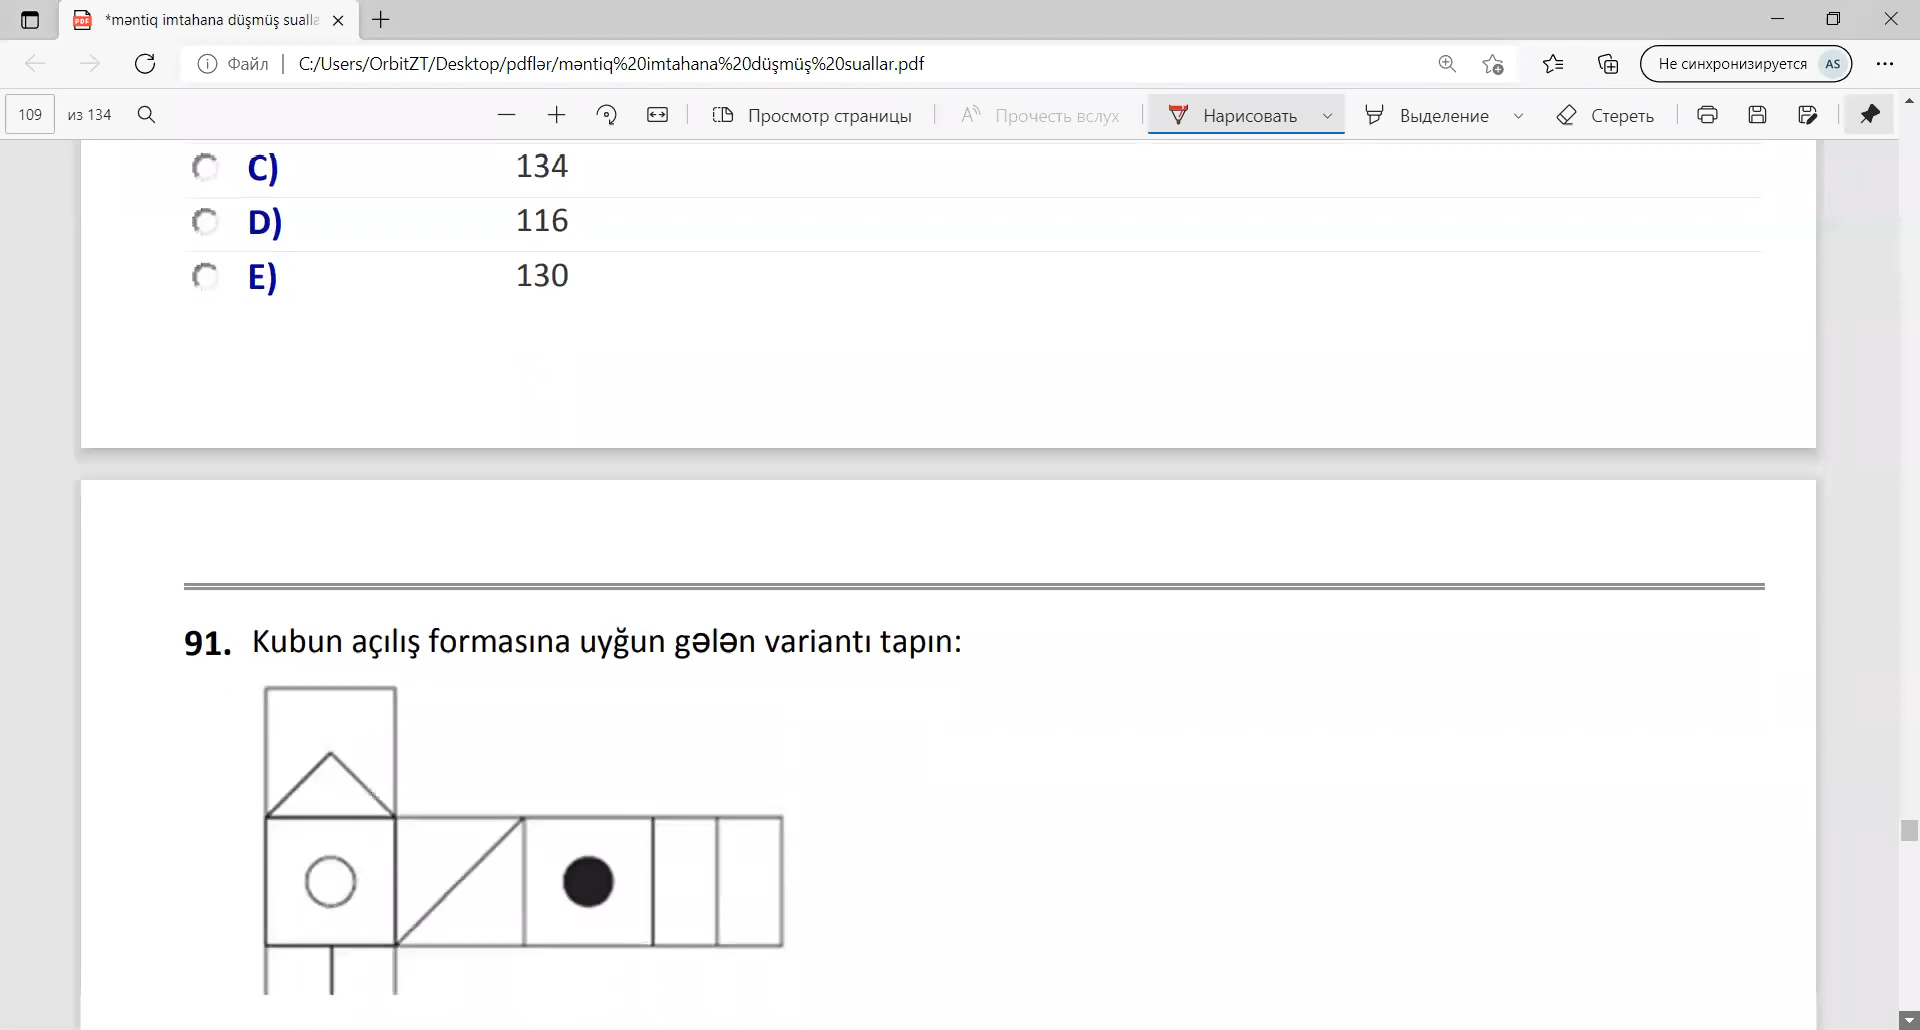 *məntiq imtahana düşmüş sualla
Файл
C:/Users/OrbitZT/Desktop/pdflər/məntiq%20imtahana%20düşmüş%20suallar.pdf
Не синхронизируется
AS
109
из 134
Просмотр страницы
Прочесть вслух
Нарисовать
Выделение
Стереть
C) 134
D) 116
E) 130
91. Kubun açılış formasına uyğun gələn variantı tapın: